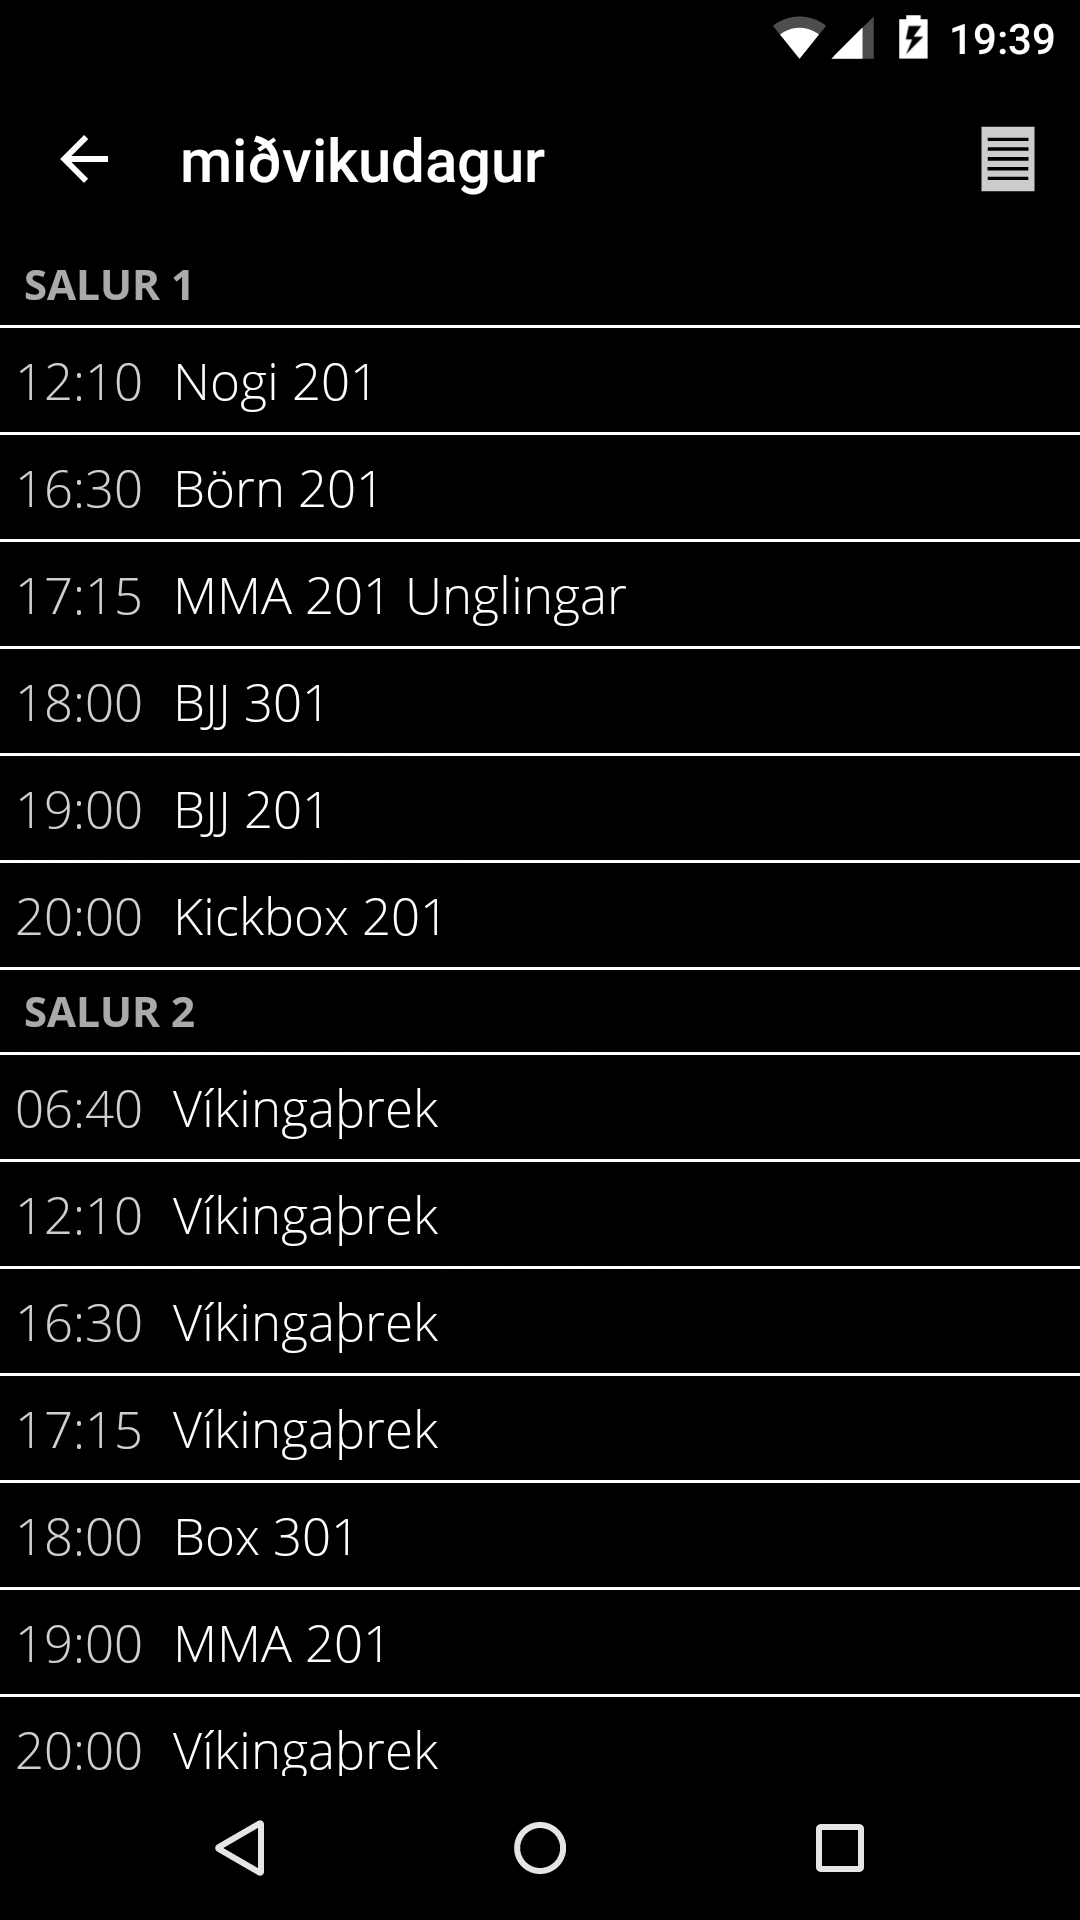 19:39
miðvikudagur
SALUR 1
12:10 Nogi 201
16:30 Börn 201
17:15 MMA 201 Unglingar
18:00 BJJ 301
19:00 BJJ 201
20:00 Kickbox 201
SALUR 2
06:40 Víkingaþrek
12:10 Víkingaþrek
16:30 Víkingaþrek
17:15 Víkingaþrek
18:00 Box 301
19:00 MMA 201
20:00 Víkingaþrek